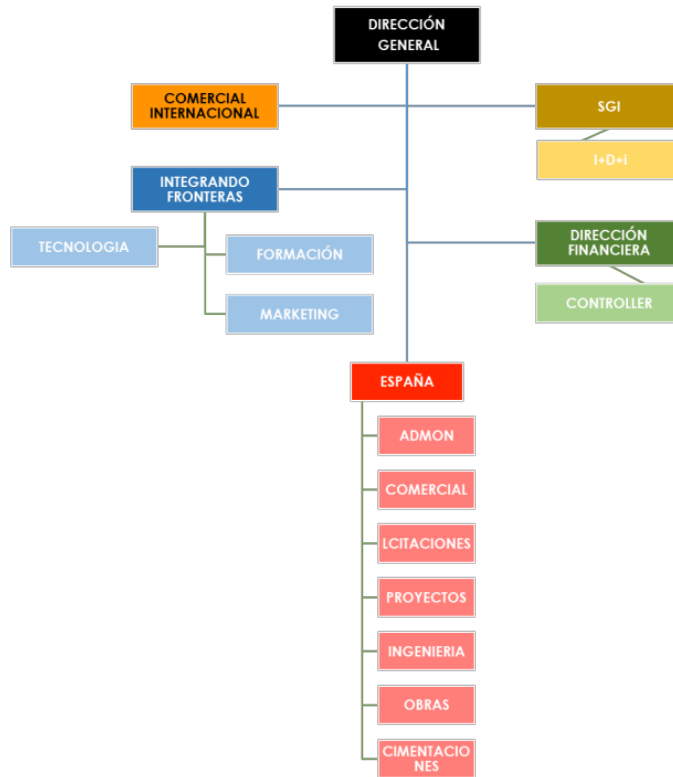 DIRECCIÓN
GENERAL
COMERCIAL
INTERNACIONAL
SGI
I+D+i
INTEGRANDO
FRONTERAS
TECNOLOGIA
FORMACIÓN
MARKETING
DIRECCIÓN
FINANCIERA
CONTROLLER
ESPAÑA
ADMON
COMERCIAL
LCITACIONES
PROYECTOS
INGENIERIA
OBRAS
CIMENTACIO
NES